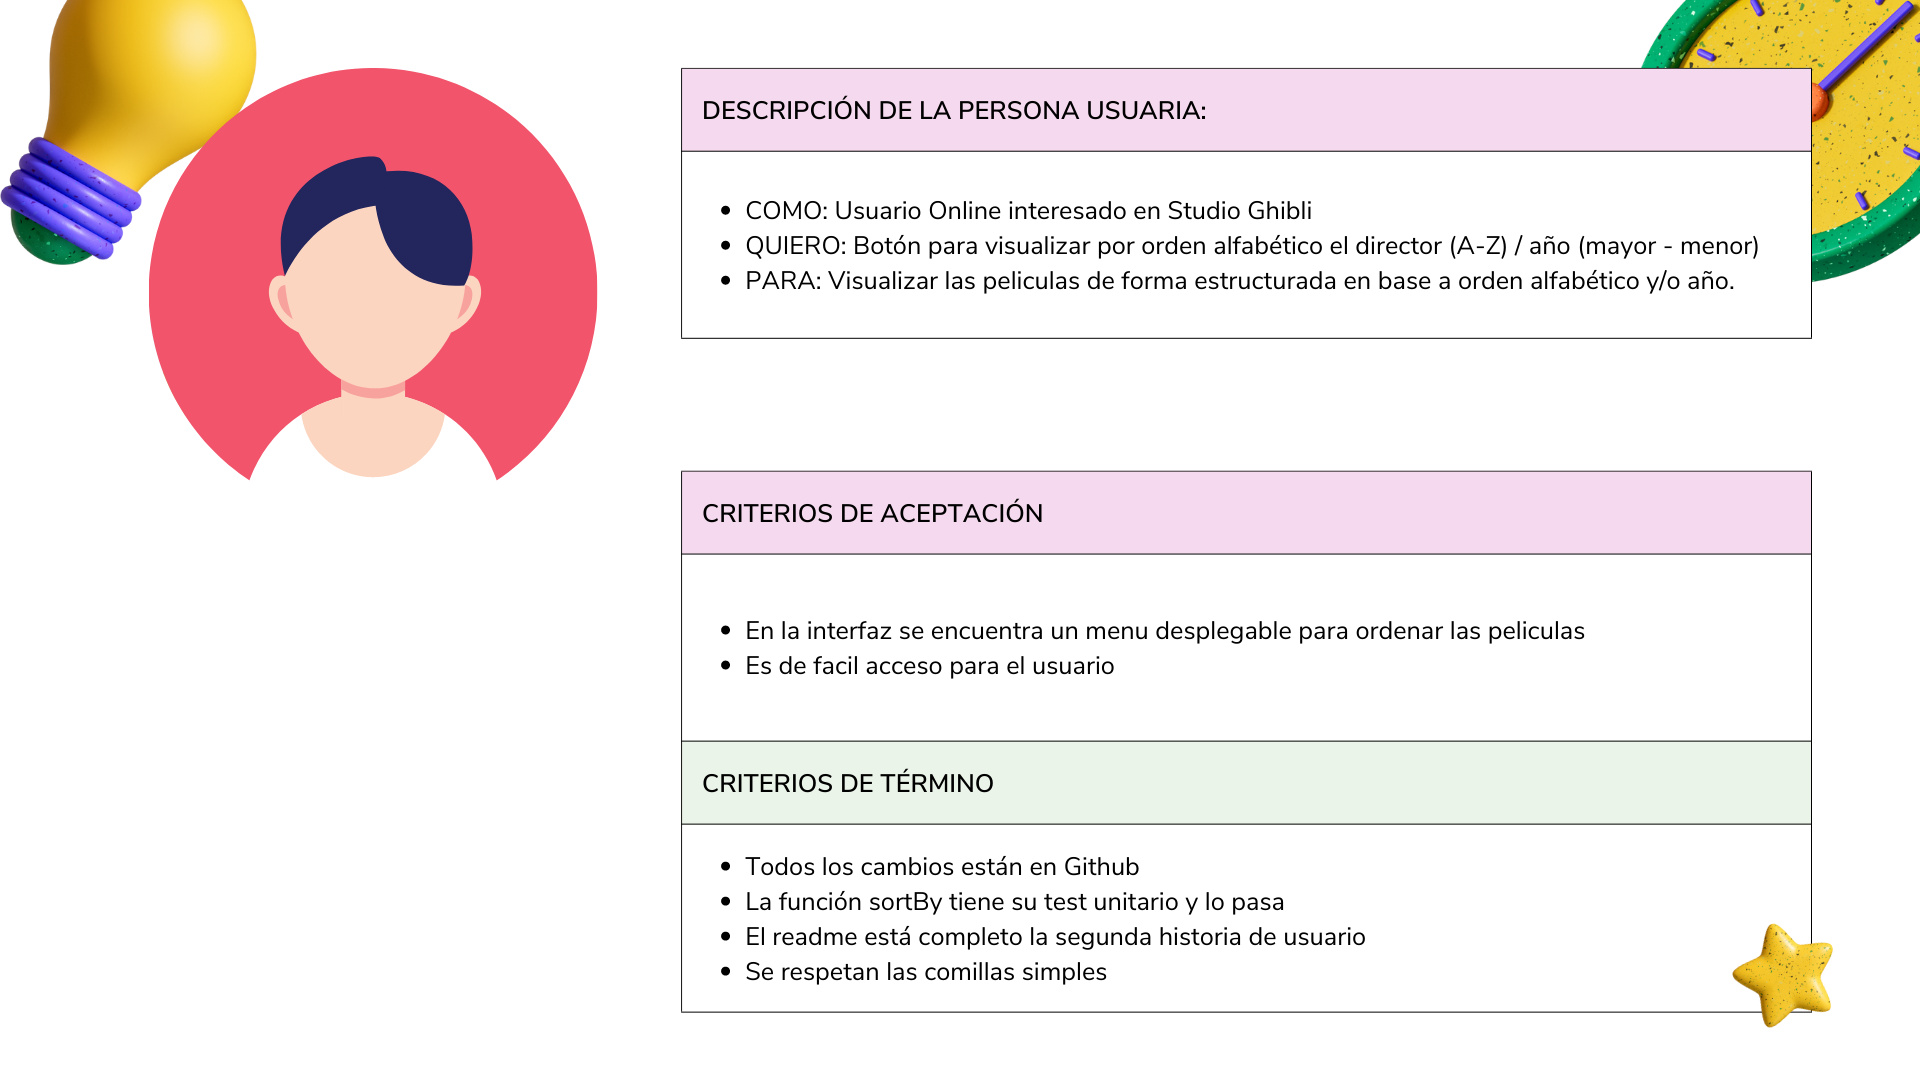 DESCRIPCIÓN DE LA PERSONA USUARIA:
• COMO: Usuario Online interesado en Studio Ghibli
• QUIERO: Botón para visualizar por orden alfabético el director (A-Z) / año (mayor - menor)
• PARA: Visualizar las peliculas de forma estructurada en base a orden alfabético y/o año.
CRITERIOS DE ACEPTACIÓN
• En la interfaz se encuentra un menu desplegable para ordenar las peliculas
• Es de facil acceso para el usuario
CRITERIOS DE TÉRMINO
• Todos los cambios están en Github
• La función sortBy tiene su test unitario y lo pasa
• El readme está completo la segunda historia de usuario
• Se respetan las comillas simples